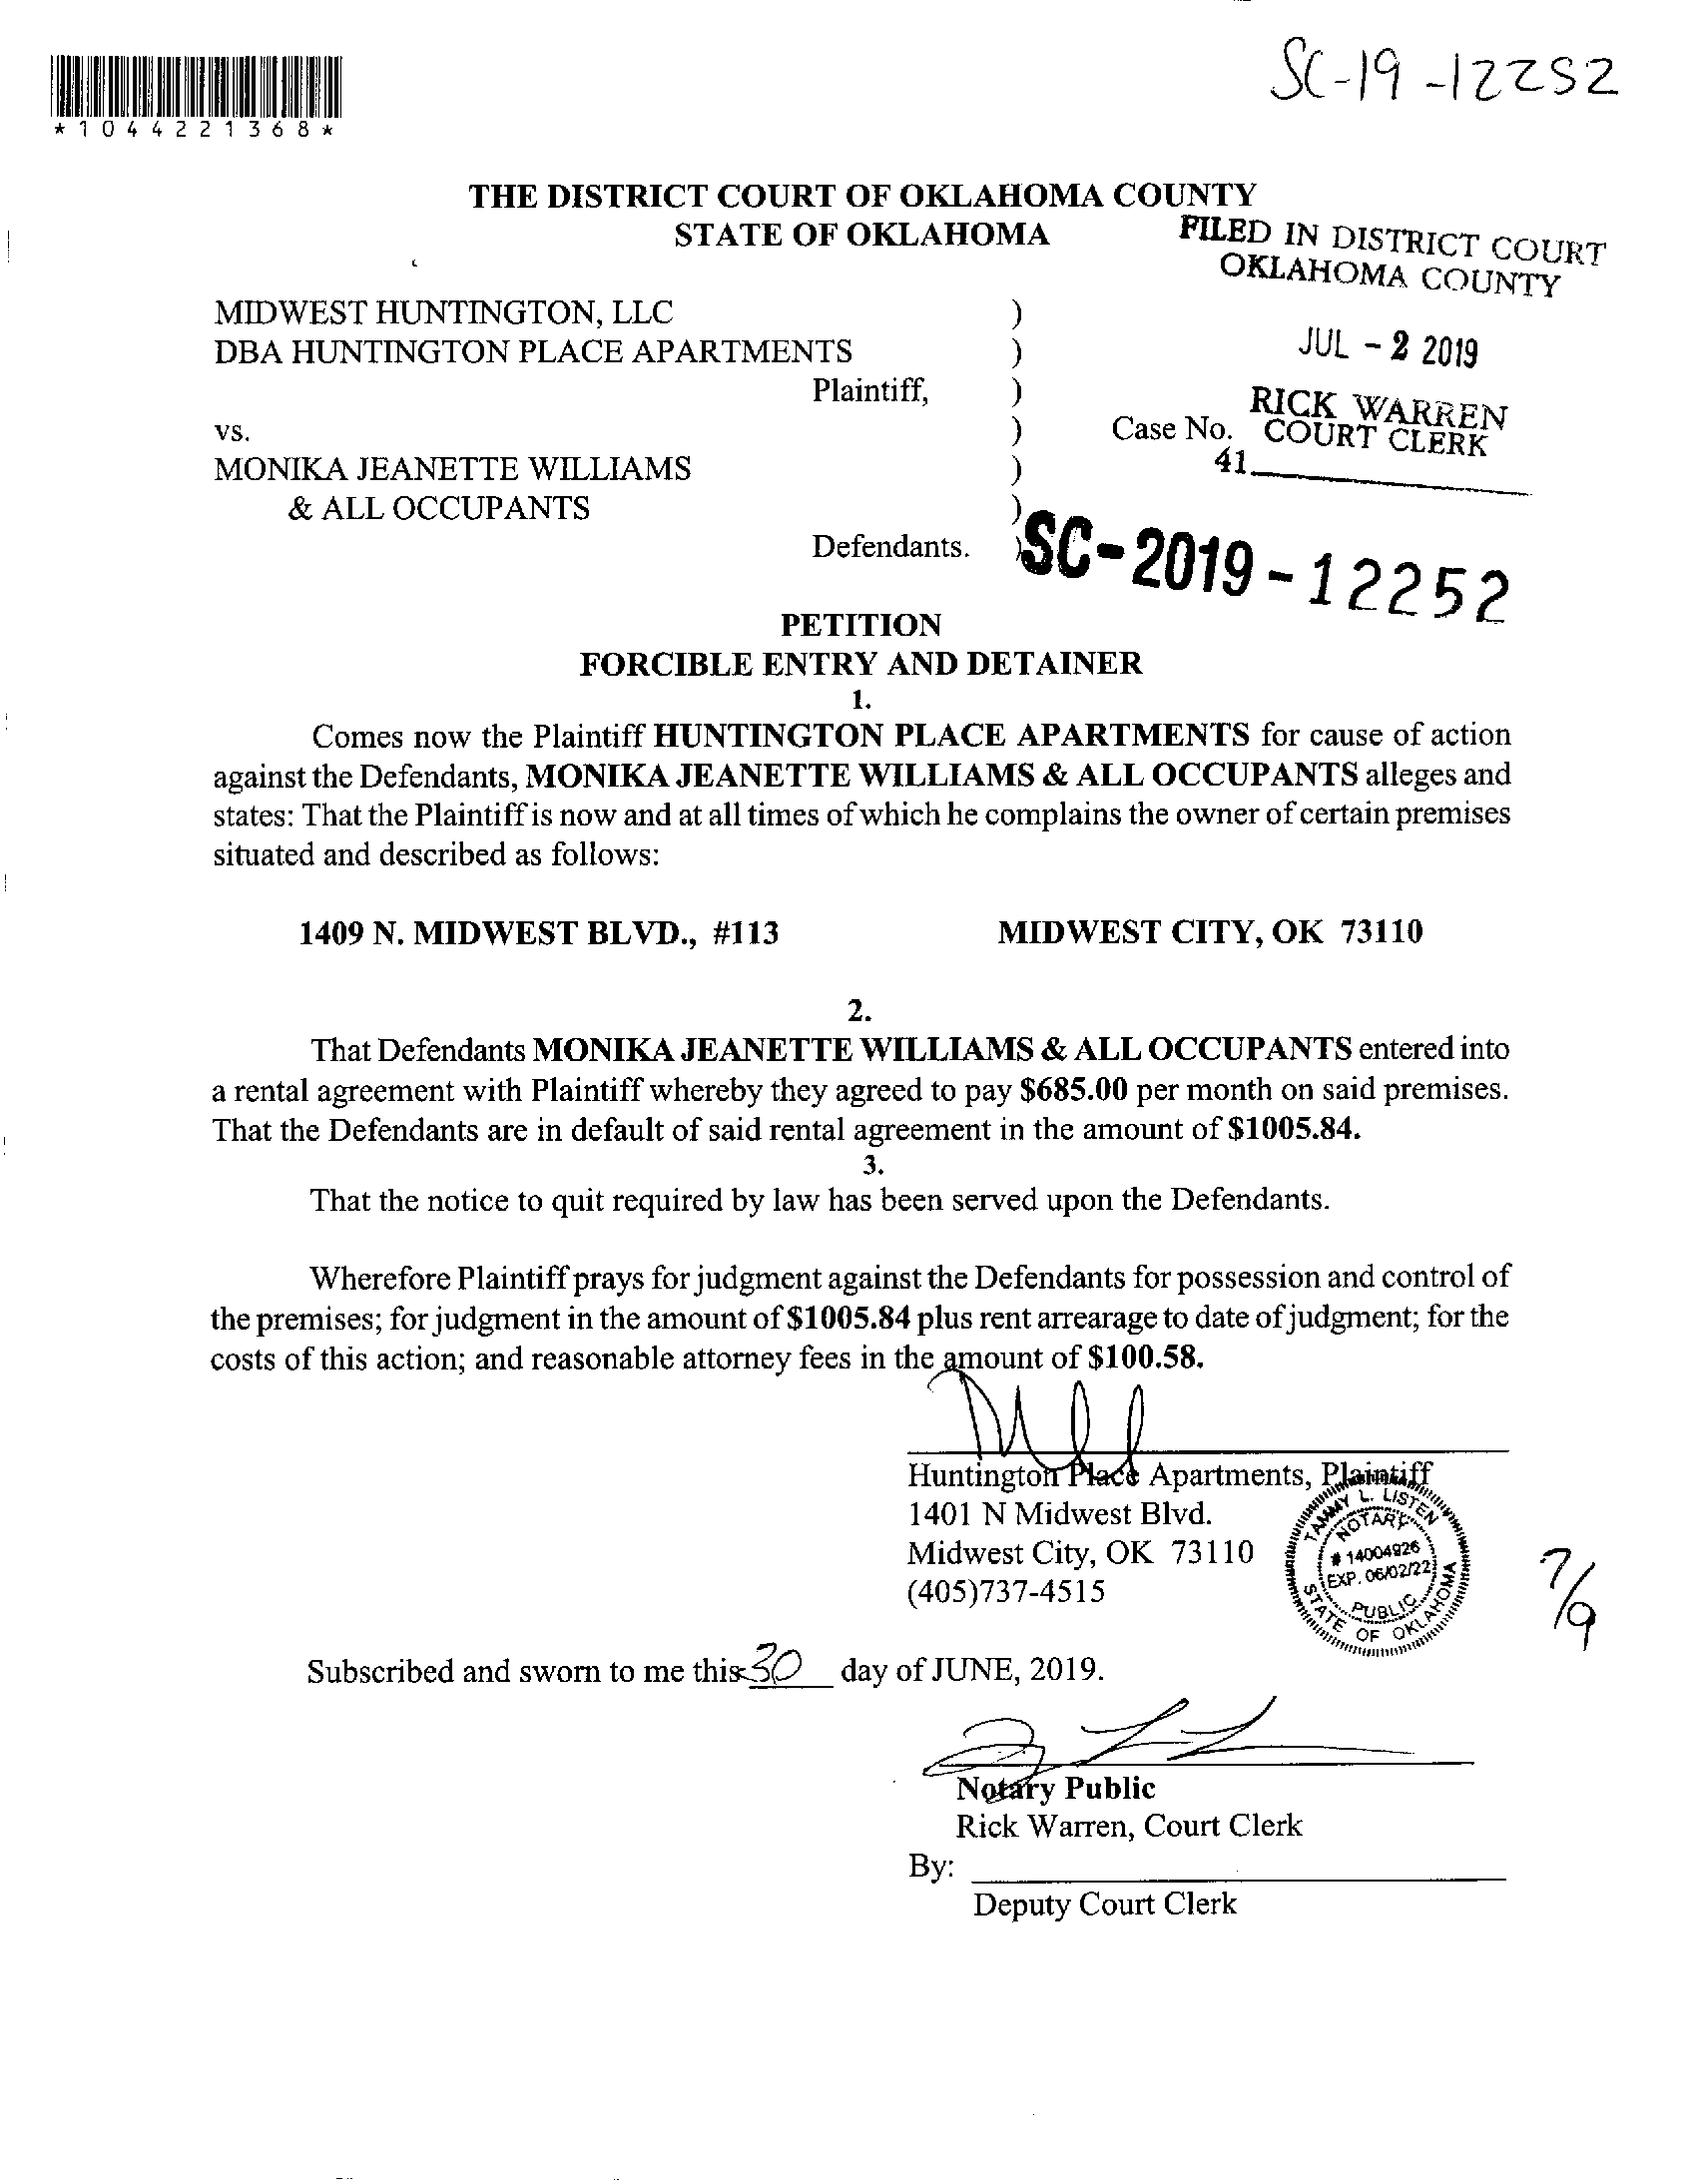 SC-19-12252
*1044221368*
THE DISTRICT COURT OF OKLAHOMA COUNTY
STATE OF OKLAHOMA
FILED IN DISTRICT COURT
OKLAHOMA COUNTY
MIDWEST HUNTINGTON, LLC )
DBA HUNTINGTON PLACE APARTMENTS )
JUL - 2 2019
Plaintiff, )
RICK WARREN
vs. ) Case No. COURT CLERK
MONIKA JEANETTE WILLIAMS )
41
& ALL OCCUPANTS )
Defendants. )
SC-2019-12252
PETITION
FORCIBLE ENTRY AND DETAINER
1.
Comes now the Plaintiff HUNTINGTON PLACE APARTMENTS for cause of action
against the Defendants, MONIKA JEANETTE WILLIAMS & ALL OCCUPANTS alleges and
states: That the Plaintiff is now and at all times of which he complains the owner of certain premises
situated and described as follows:
1409 N. MIDWEST BLVD., #113 MIDWEST CITY, OK 73110
2.
That Defendants MONIKA JEANETTE WILLIAMS & ALL OCCUPANTS entered into
a rental agreement with Plaintiff whereby they agreed to pay $685.00 per month on said premises.
That the Defendants are in default of said rental agreement in the amount of $1005.84.
3.
That the notice to quit required by law has been served upon the Defendants.
Wherefore Plaintiff prays for judgment against the Defendants for possession and control of
the premises; for judgment in the amount of $1005.84 plus rent arrearage to date of judgment; for the
costs of this action; and reasonable attorney fees in the amount of $100.58.
Huntington Place Apartments, Plaintiff
1401 N Midwest Blvd.
Midwest City, OK 73110
(405)737-4515
TAMMY L. LISTEN
NOTARY
# 14004926
EXP. 06/02/22
PUBLIC
STATE OF OKLAHOMA
7/9
Subscribed and sworn to me this 30 day of JUNE, 2019.
Notary Public
Rick Warren, Court Clerk
By:
Deputy Court Clerk